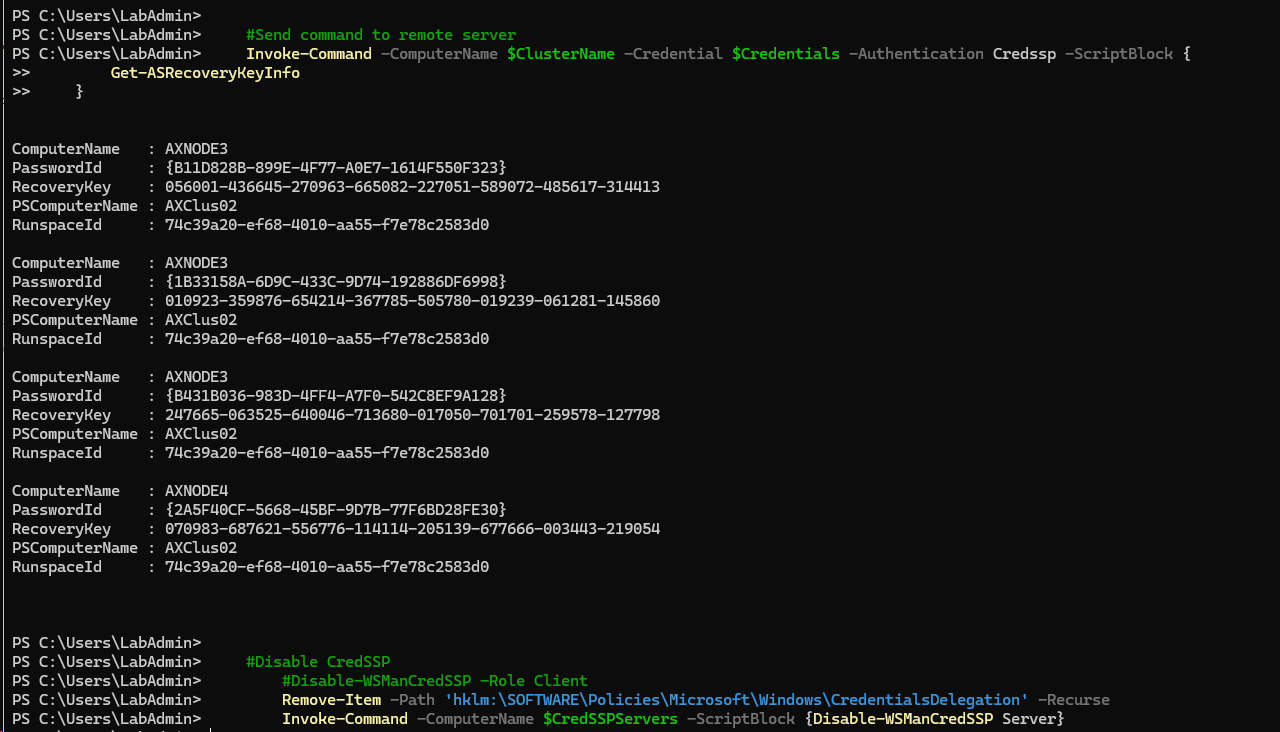 PS C:\Users\LabAdmin>
PS C:\Users\LabAdmin>     #Send command to remote server
PS C:\Users\LabAdmin>     Invoke-Command -ComputerName $ClusterName -Credential $Credentials -Authentication Credssp -ScriptBlock {
>>         Get-ASRecoveryKeyInfo
>>     }
ComputerName   : AXNODE3
PasswordId     : {B11D828B-899E-4F77-A0E7-1614F550F323}
RecoveryKey    : 056001-436645-270963-665082-227051-589072-485617-314413
PSComputerName : AXClus02
RunspaceId     : 74c39a20-ef68-4010-aa55-f7e78c2583d0
ComputerName   : AXNODE3
PasswordId     : {1B33158A-6D9C-433C-9D74-192886DF6998}
RecoveryKey    : 010923-359876-654214-367785-505780-019239-061281-145860
PSComputerName : AXClus02
RunspaceId     : 74c39a20-ef68-4010-aa55-f7e78c2583d0
ComputerName   : AXNODE3
PasswordId     : {B431B036-983D-4FF4-A7F0-542C8EF9A128}
RecoveryKey    : 247665-063525-640046-713680-017050-701701-259578-127798
PSComputerName : AXClus02
RunspaceId     : 74c39a20-ef68-4010-aa55-f7e78c2583d0
ComputerName   : AXNODE4
PasswordId     : {2A5F40CF-5668-45BF-9D7B-77F6BD28FE30}
RecoveryKey    : 070983-687621-556776-114114-205139-677666-003443-219054
PSComputerName : AXClus02
RunspaceId     : 74c39a20-ef68-4010-aa55-f7e78c2583d0
PS C:\Users\LabAdmin>
PS C:\Users\LabAdmin>     #Disable CredSSP
PS C:\Users\LabAdmin>         #Disable-WSManCredSSP -Role Client
PS C:\Users\LabAdmin>         Remove-Item -Path 'hklm:\SOFTWARE\Policies\Microsoft\Windows\CredentialsDelegation' -Recurse
PS C:\Users\LabAdmin>         Invoke-Command -ComputerName $CredSSPServers -ScriptBlock {Disable-WSManCredSSP Server}